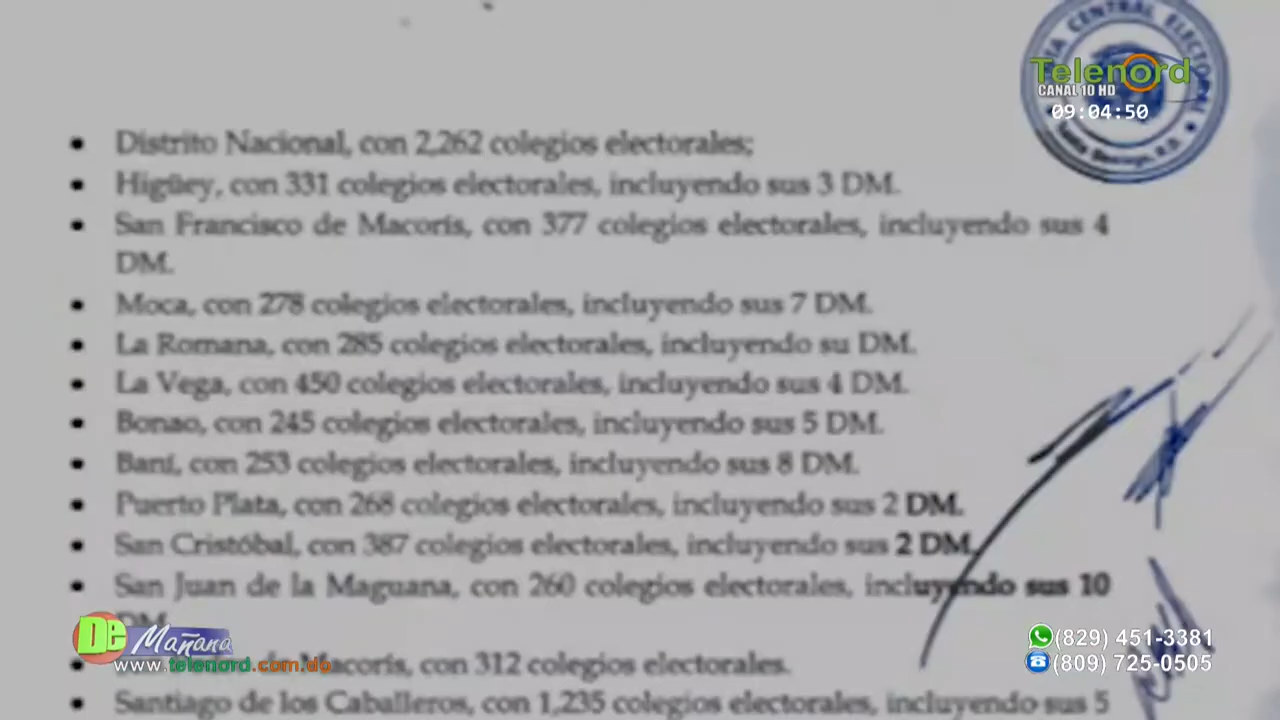 JUNTA CENTRAL ELECTORAL
Telenord
CANAL 10 HD
09:04:50
• Distrito Nacional, con 2,262 colegios electorales;
• Higüey, con 331 colegios electorales, incluyendo sus 3 DM.
• San Francisco de Macorís, con 377 colegios electorales, incluyendo sus 4
DM.
• Moca, con 278 colegios electorales, incluyendo sus 7 DM.
• La Romana, con 285 colegios electorales, incluyendo su DM.
• La Vega, con 450 colegios electorales, incluyendo sus 4 DM.
• Bonao, con 245 colegios electorales, incluyendo sus 5 DM.
• Baní, con 253 colegios electorales, incluyendo sus 8 DM.
• Puerto Plata, con 268 colegios electorales, incluyendo sus 2 DM.
• San Cristóbal, con 387 colegios electorales, incluyendo sus 2 DM.
• San Juan de la Maguana, con 260 colegios electorales, incluyendo sus 10
DM.
• de Macorís, con 312 colegios electorales.
• Santiago de los Caballeros, con 1,235 colegios electorales, incluyendo sus 5
De Mañana
www.telenord.com.do
(829) 451-3381
(809) 725-0505